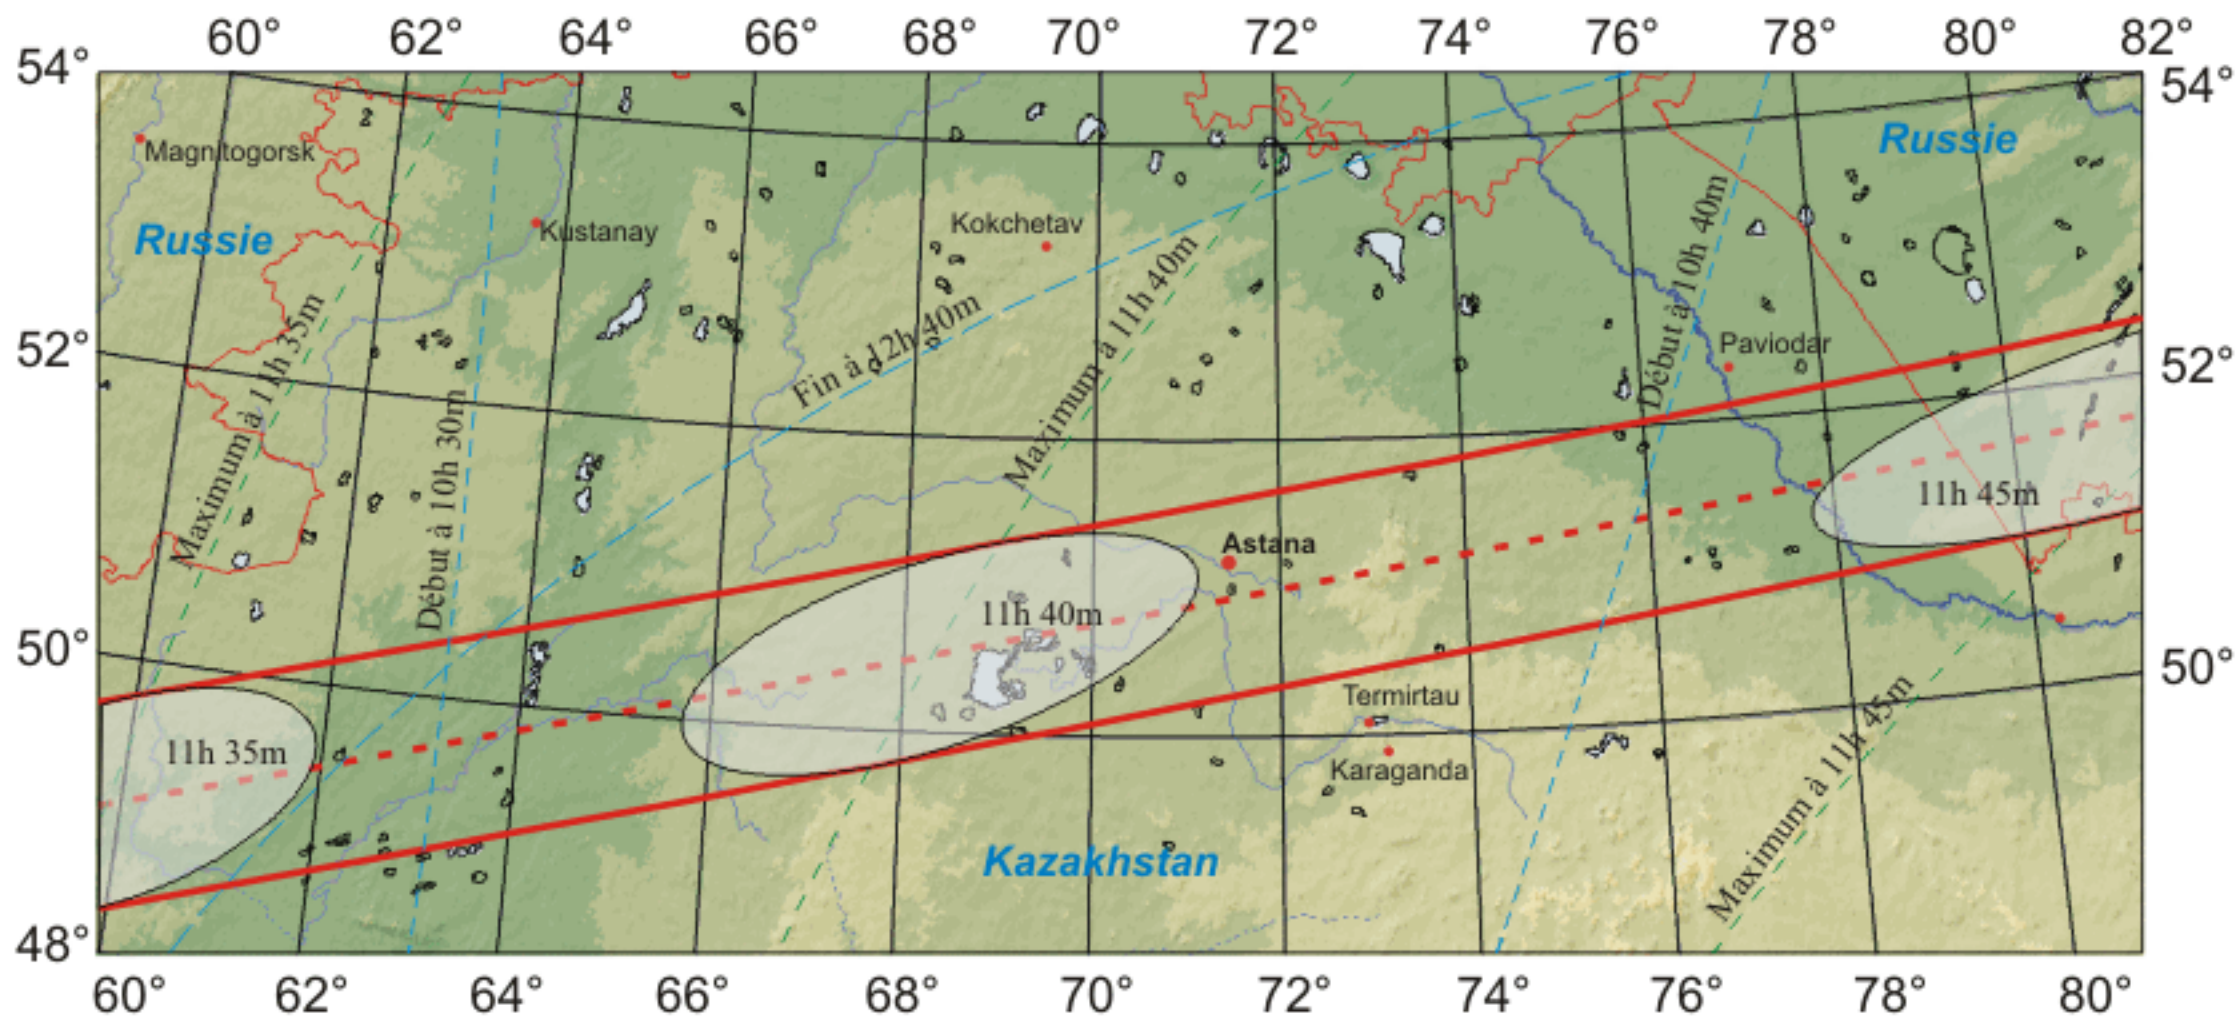 60° 62° 64° 66° 68° 70° 72° 74° 76° 78° 80° 82°
54° 54°
Magnitogorsk
Russie
Russie
Kustanay
Kokchetav
Début à 10h 40m
Maximum à 11h 35m
Fin à 12h 40m
Maximum à 11h 40m
Paviodar
52° 52°
Début à 10h 30m
11h 45m
Astana
11h 40m
50° 50°
11h 35m
Termirtau
Karaganda
Maximum à 11h 45m
Kazakhstan
48°
60° 62° 64° 66° 68° 70° 72° 74° 76° 78° 80°